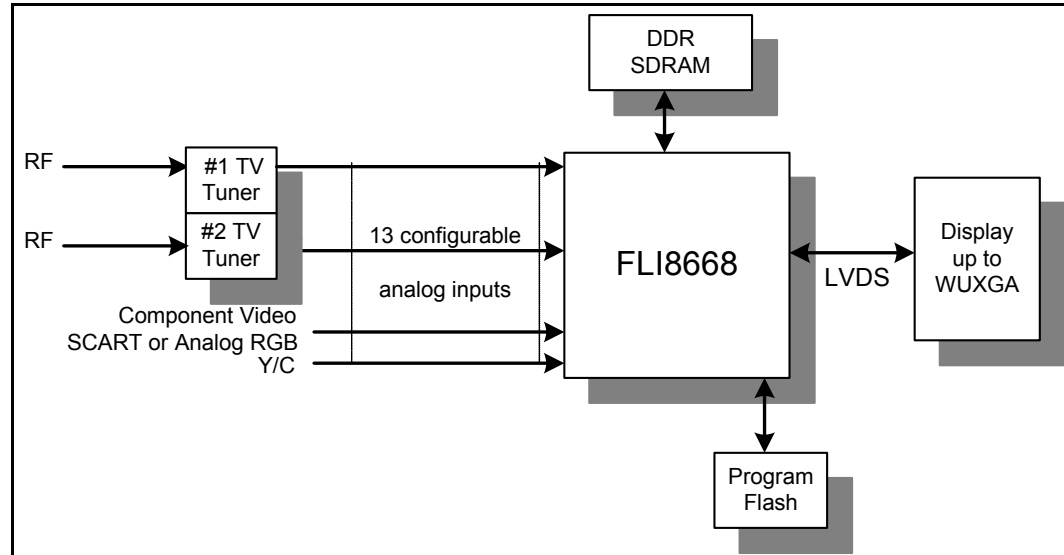 DDR
SDRAM
RF
#1 TV
Tuner
RF
#2 TV
Tuner
13 configurable
analog inputs
Component Video
SCART or Analog RGB
Y/C
FLI8668
LVDS
Display
up to
WUXGA
Program
Flash